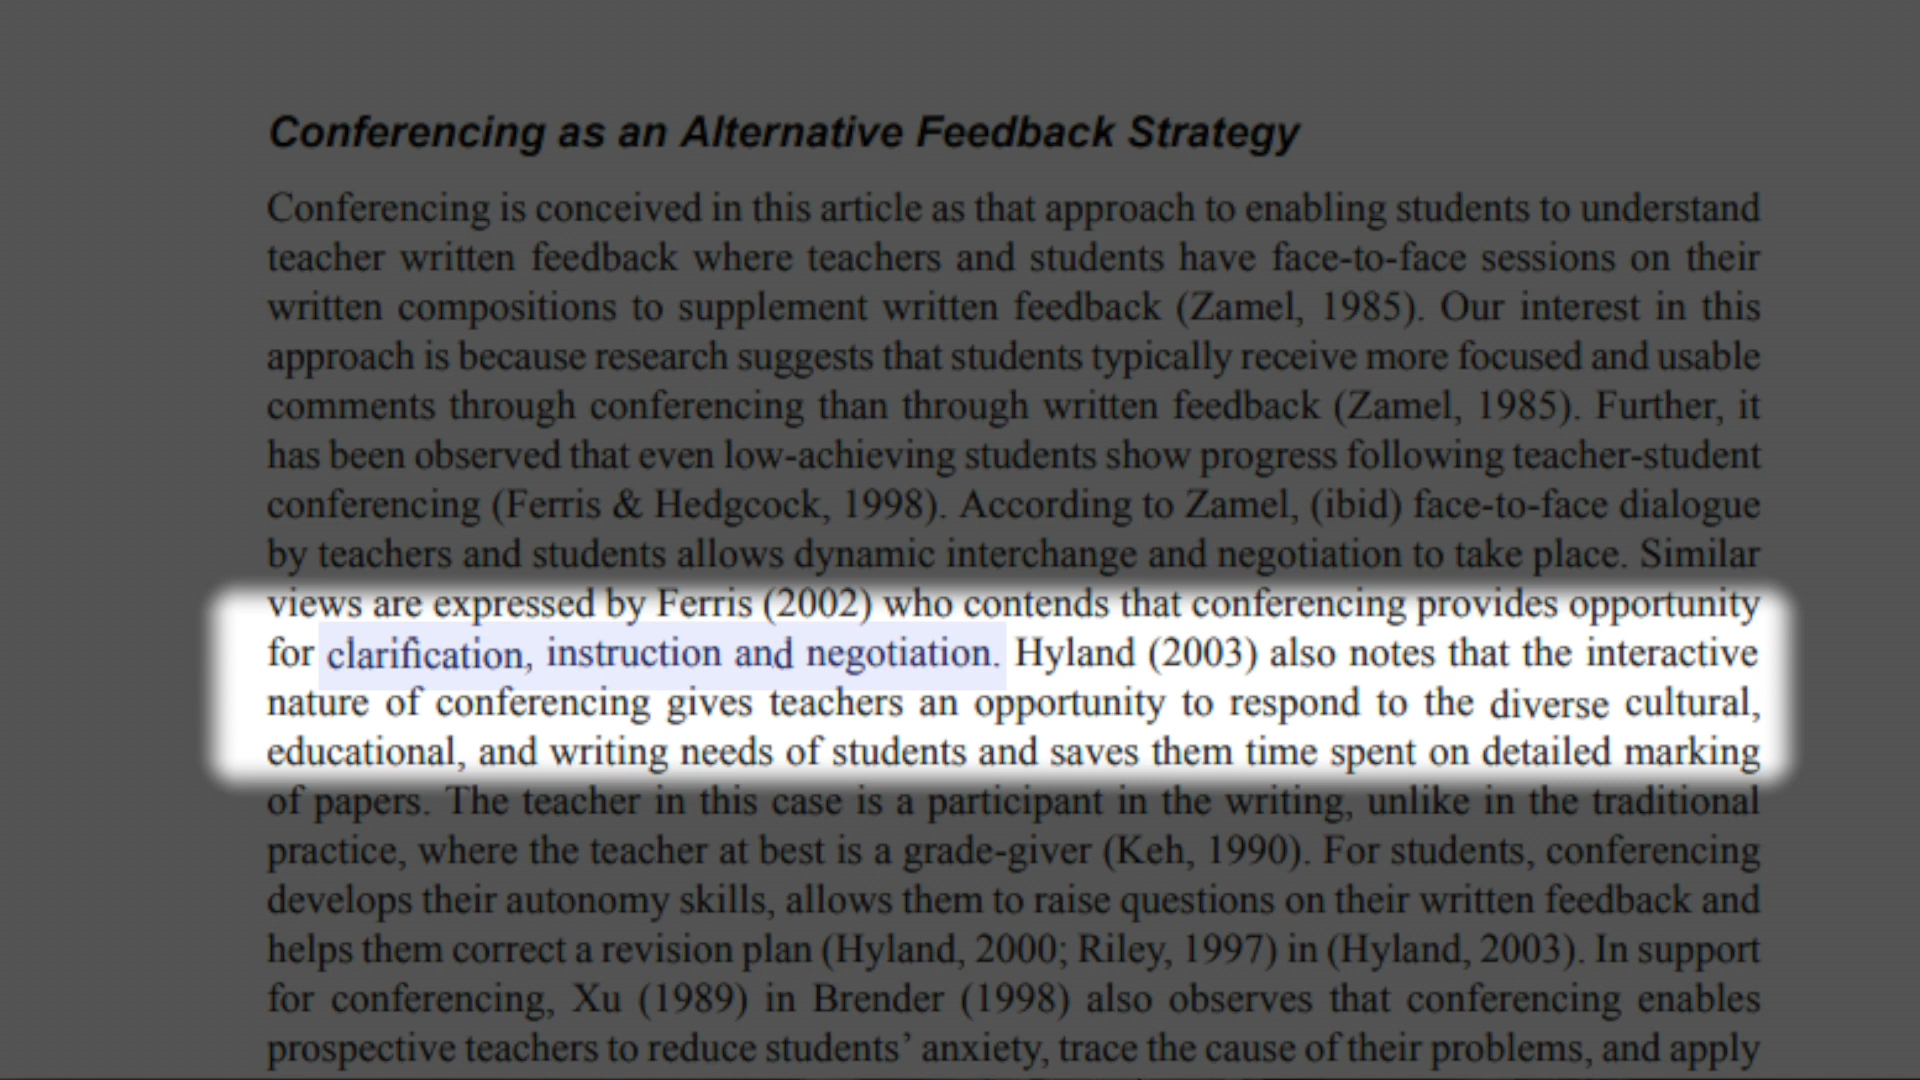 Conferencing as an Alternative Feedback Strategy
Conferencing is conceived in this article as that approach to enabling students to understand
teacher written feedback where teachers and students have face-to-face sessions on their
written compositions to supplement written feedback (Zamel, 1985). Our interest in this
approach is because research suggests that students typically receive more focused and usable
comments through conferencing than through written feedback (Zamel, 1985). Further, it
has been observed that even low-achieving students show progress following teacher-student
conferencing (Ferris & Hedgcock, 1998). According to Zamel, (ibid) face-to-face dialogue
by teachers and students allows dynamic interchange and negotiation to take place. Similar
views are expressed by Ferris (2002) who contends that conferencing provides opportunity
for clarification, instruction and negotiation. Hyland (2003) also notes that the interactive
nature of conferencing gives teachers an opportunity to respond to the diverse cultural,
educational, and writing needs of students and saves them time spent on detailed marking
of papers. The teacher in this case is a participant in the writing, unlike in the traditional
practice, where the teacher at best is a grade-giver (Keh, 1990). For students, conferencing
develops their autonomy skills, allows them to raise questions on their written feedback and
helps them correct a revision plan (Hyland, 2000; Riley, 1997) in (Hyland, 2003). In support
for conferencing, Xu (1989) in Brender (1998) also observes that conferencing enables
prospective teachers to reduce students’ anxiety, trace the cause of their problems, and apply